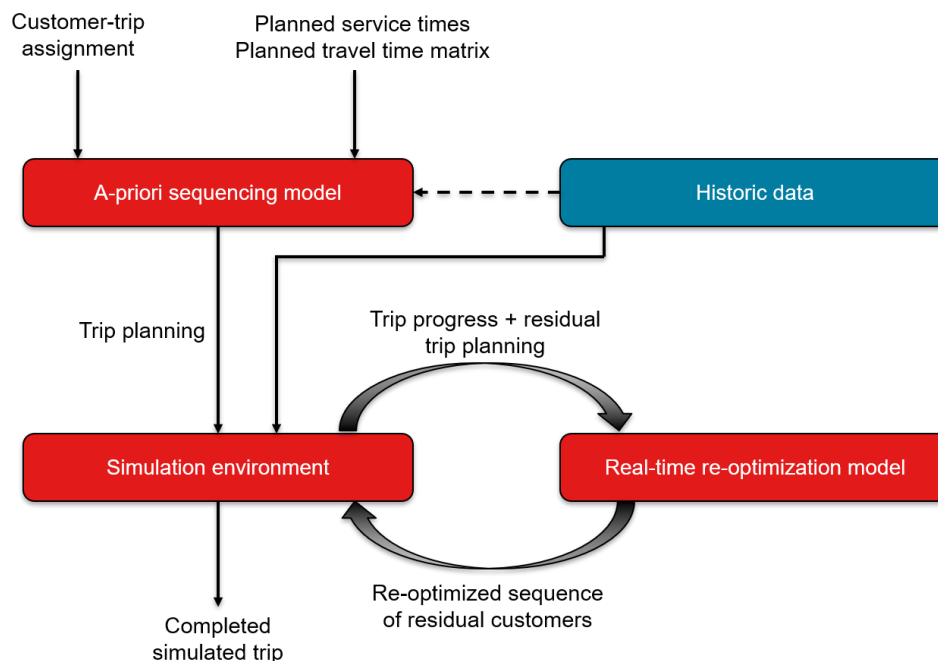 Customer-trip
assignment
Planned service times
Planned travel time matrix
A-priori sequencing model
Historic data
Trip planning
Trip progress + residual
trip planning
Simulation environment
Real-time re-optimization model
Re-optimized sequence
of residual customers
Completed
simulated trip